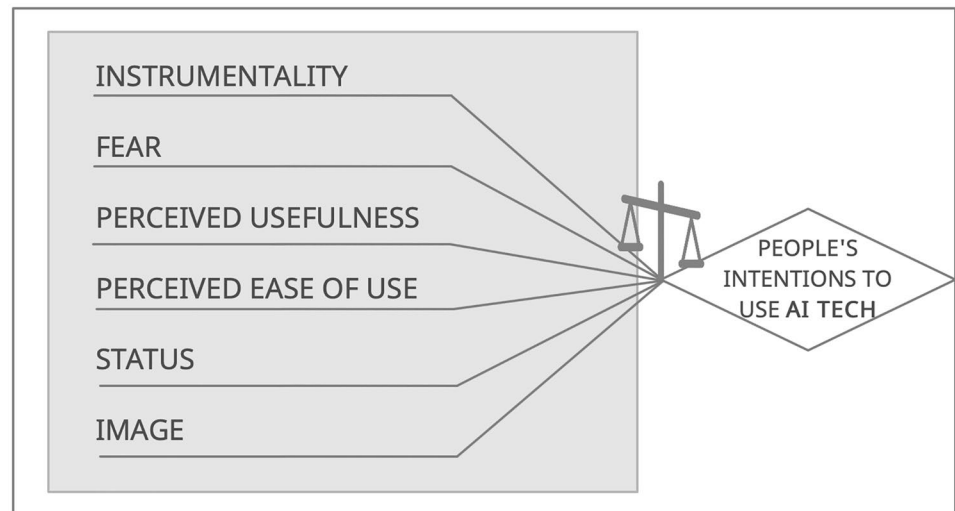 INSTRUMENTALITY
FEAR
PERCEIVED USEFULNESS
PERCEIVED EASE OF USE
STATUS
IMAGE
PEOPLE'S
INTENTIONS TO
USE AI TECH